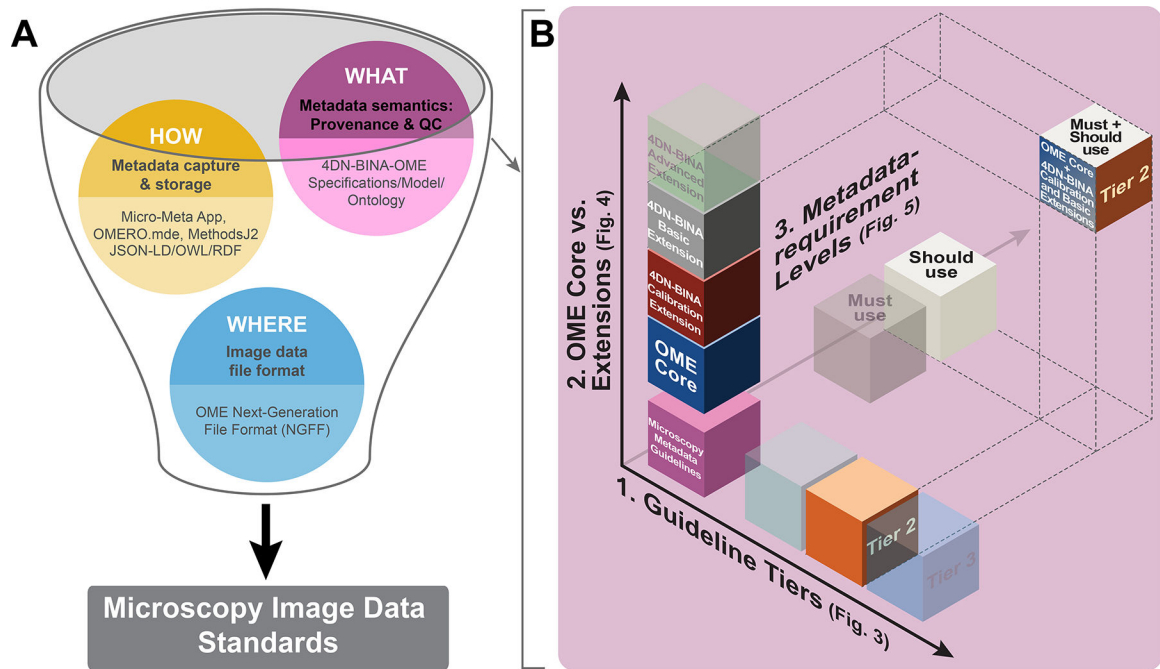 A
WHAT
Metadata semantics:
Provenance & QC
4DN-BINA-OME
Specifications/Model/
Ontology
HOW
Metadata capture
& storage
Micro-Meta App,
OMERO.mde, MethodsJ2
JSON-LD/OWL/RDF
WHERE
Image data
file format
OME Next-Generation
File Format (NGFF)
Microscopy Image Data
Standards
B
2. OME Core vs.
Extensions (Fig. 4)
4DN-BINA
Advanced
Extension
4DN-BINA
Basic
Extension
4DN-BINA
Calibration
Extension
OME
Core
Microscopy
Metadata
Guidelines
3. Metadata-
requirement
Levels (Fig. 5)
Must
use
Should
use
Must +
Should
use
OME Core +
4DN-BINA
Calibration
and Basic
Extensions
Tier 2
1. Guideline Tiers (Fig. 3)
Tier 2
Tier 3